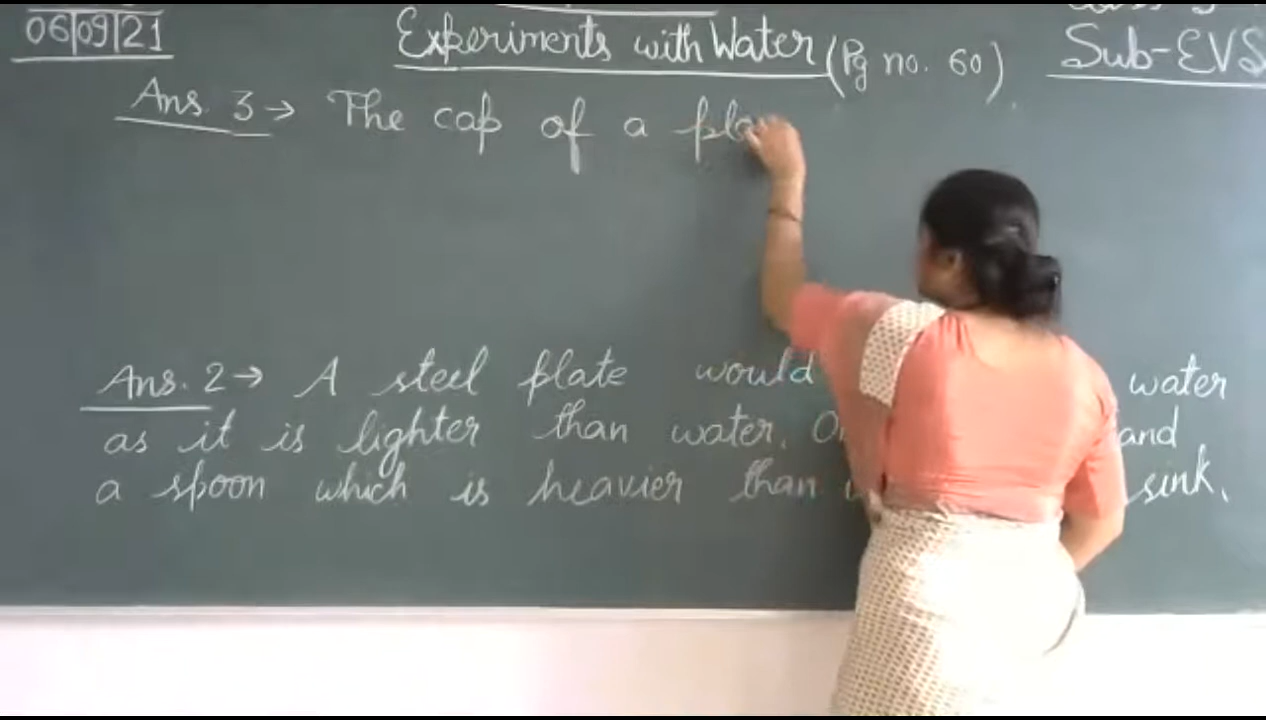 06|09|21
Experiments with Water (Pg no. 60)
Sub-EVS
Ans. 3→ The cap of a
Ans. 2→ A steel plate would water
as it is lighter than water. and
a spoon which is heavier than sink.